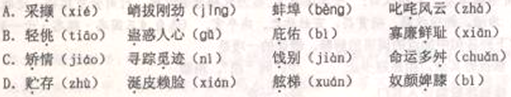 A. 采撷（xié） 峭拔刚劲（jìng） 蚌埠（bèng） 叱咤风云（zhà）
B. 轻佻（tiāo） 蛊惑人心（gǔ） 庇佑（bì） 寡廉鲜耻（xiǎn）
C. 矫情（jiáo） 寻踪觅迹（nì） 饯别（jiàn） 命运多舛（chuǎn）
D. 贮存（zhù） 涎皮赖脸（xián） 舷梯（xuán） 奴颜婢膝（bì）